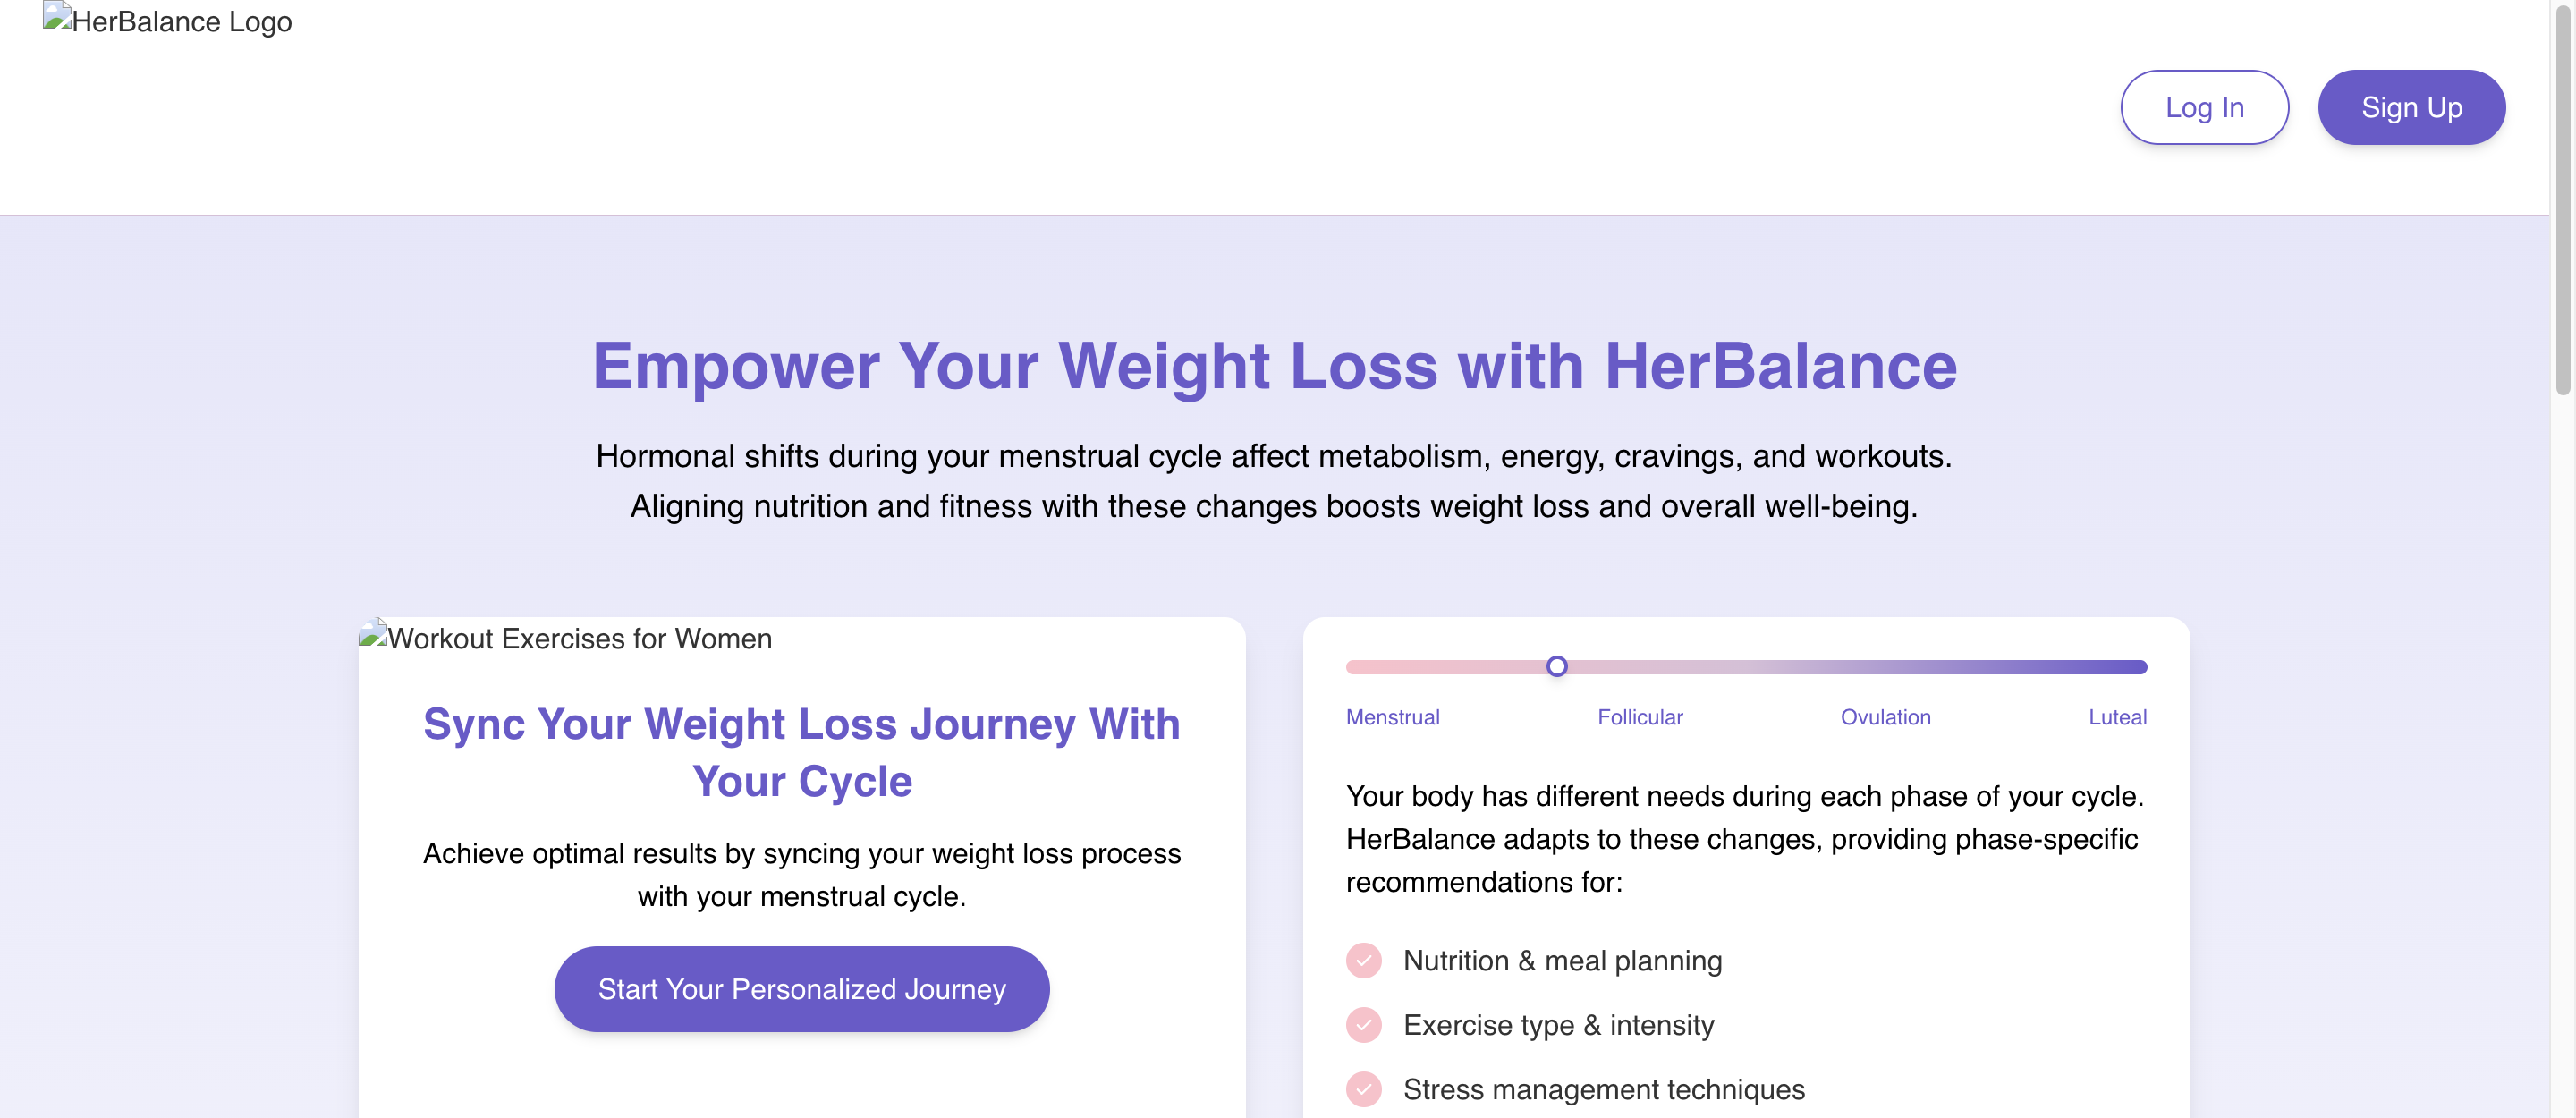 HerBalance Logo
Log In
Sign Up
Empower Your Weight Loss with HerBalance
Hormonal shifts during your menstrual cycle affect metabolism, energy, cravings, and workouts.
Aligning nutrition and fitness with these changes boosts weight loss and overall well-being.
Workout Exercises for Women
Sync Your Weight Loss Journey With
Your Cycle
Achieve optimal results by syncing your weight loss process
with your menstrual cycle.
Start Your Personalized Journey
Menstrual
Follicular
Ovulation
Luteal
Your body has different needs during each phase of your cycle.
HerBalance adapts to these changes, providing phase-specific
recommendations for:
Nutrition & meal planning
Exercise type & intensity
Stress management techniques